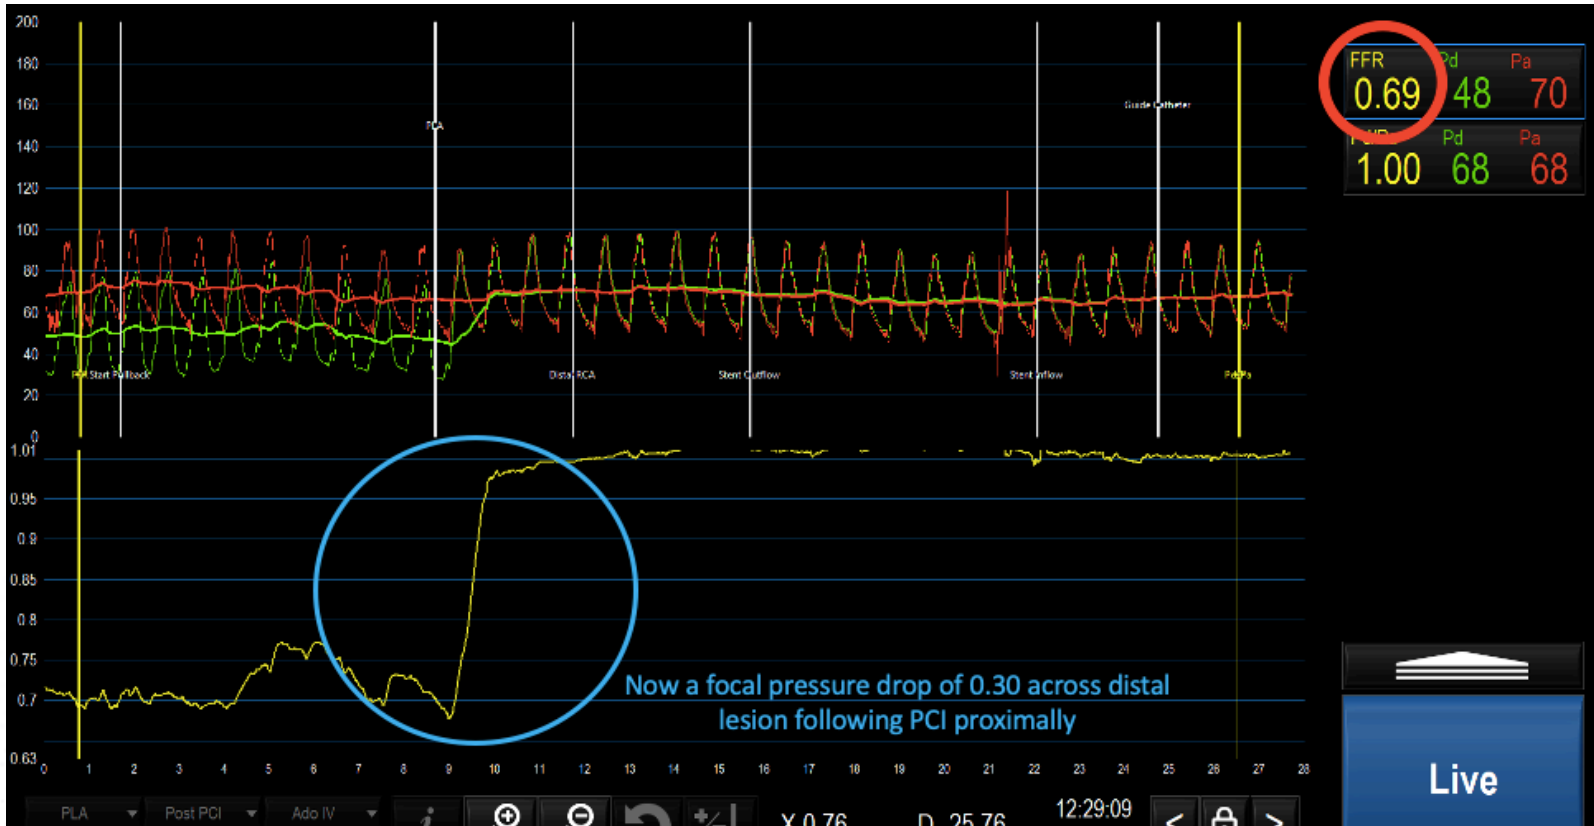 200
180
160
140
120
100
80
60
40
20
0
PLA
Guide Catheter
Start Pullback
Distal RCA
Stent Outflow
Stent Inflow
Pd/Pa
FFR Pd Pa
0.69 48 70
Pd Pa
1.00 68 68
1.01
0.95
0.9
0.85
0.8
0.75
0.7
0.63
Now a focal pressure drop of 0.30 across distal
lesion following PCI proximally
0 1 2 3 4 5 6 7 8 9 10 11 12 13 14 15 16 17 18 19 20 21 22 23 24 25 26 27 28
Live
PLA Post PCI Ado IV i X 0.76 D 25.76 12:29:09 < >